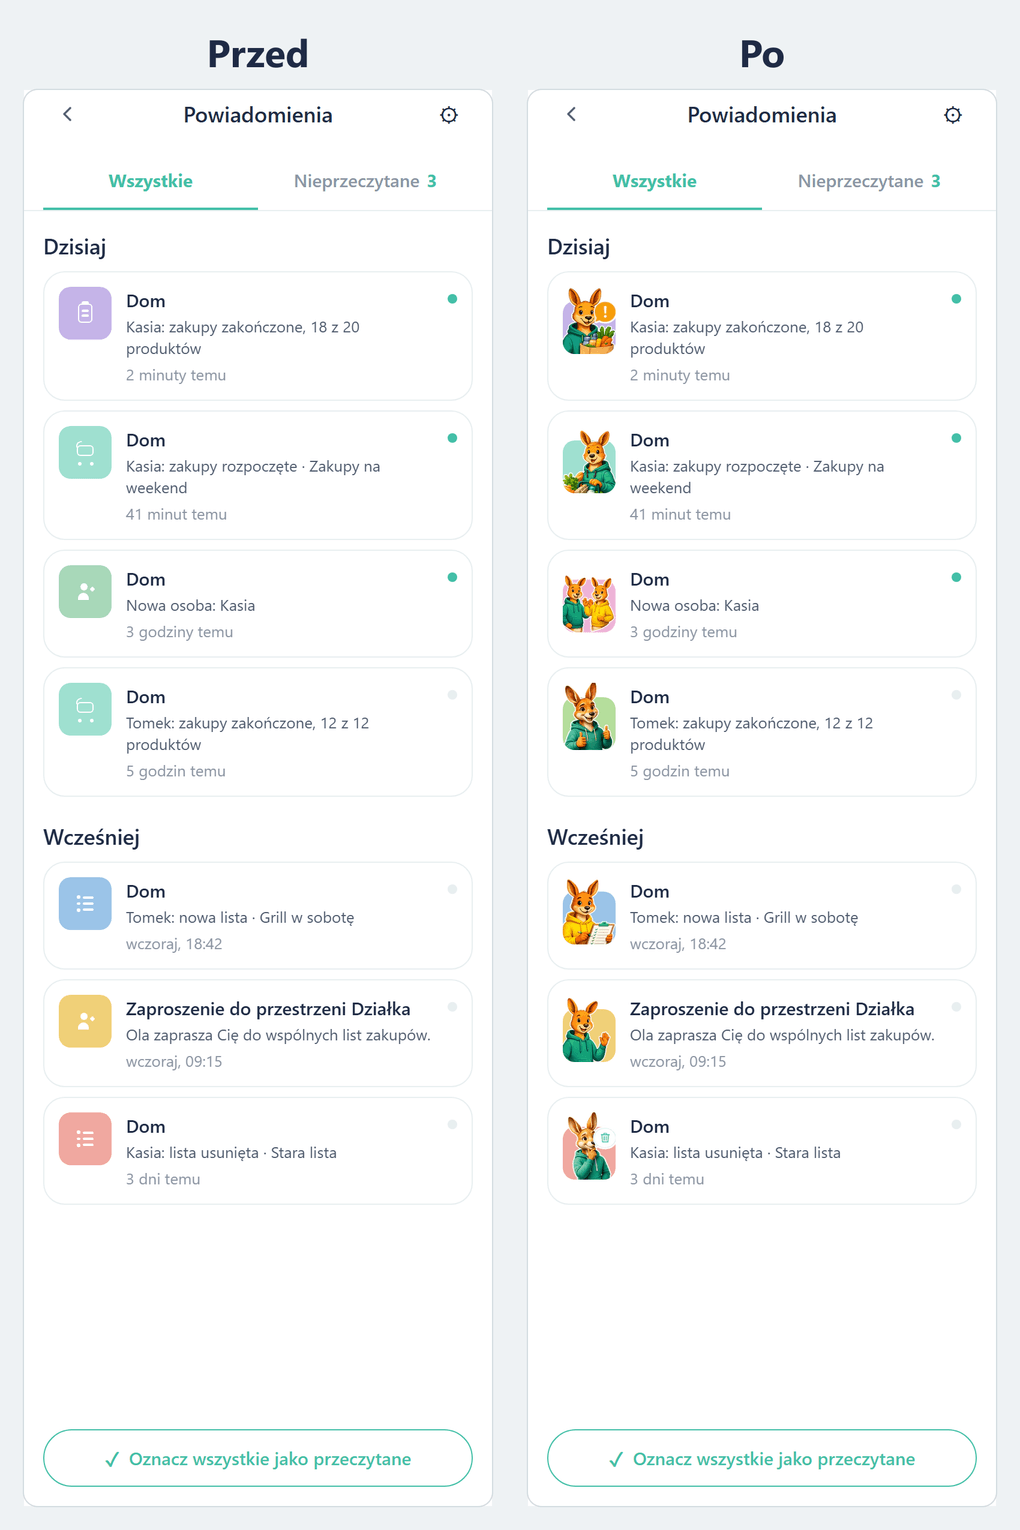 Przed
Powiadomienia
Wszystkie
Nieprzeczytane 3
Dzisiaj
Dom
Kasia: zakupy zakończone, 18 z 20
produktów
2 minuty temu
Dom
Kasia: zakupy rozpoczęte · Zakupy na
weekend
41 minut temu
Dom
Nowa osoba: Kasia
3 godziny temu
Dom
Tomek: zakupy zakończone, 12 z 12
produktów
5 godzin temu
Wcześniej
Dom
Tomek: nowa lista · Grill w sobotę
wczoraj, 18:42
Zaproszenie do przestrzeni Działka
Ola zaprasza Cię do wspólnych list zakupów.
wczoraj, 09:15
Dom
Kasia: lista usunięta · Stara lista
3 dni temu
✓ Oznacz wszystkie jako przeczytane
Po
Powiadomienia
Wszystkie
Nieprzeczytane 3
Dzisiaj
!
Dom
Kasia: zakupy zakończone, 18 z 20
produktów
2 minuty temu
Dom
Kasia: zakupy rozpoczęte · Zakupy na
weekend
41 minut temu
Dom
Nowa osoba: Kasia
3 godziny temu
Dom
Tomek: zakupy zakończone, 12 z 12
produktów
5 godzin temu
Wcześniej
Dom
Tomek: nowa lista · Grill w sobotę
wczoraj, 18:42
Zaproszenie do przestrzeni Działka
Ola zaprasza Cię do wspólnych list zakupów.
wczoraj, 09:15
Dom
Kasia: lista usunięta · Stara lista
3 dni temu
✓ Oznacz wszystkie jako przeczytane